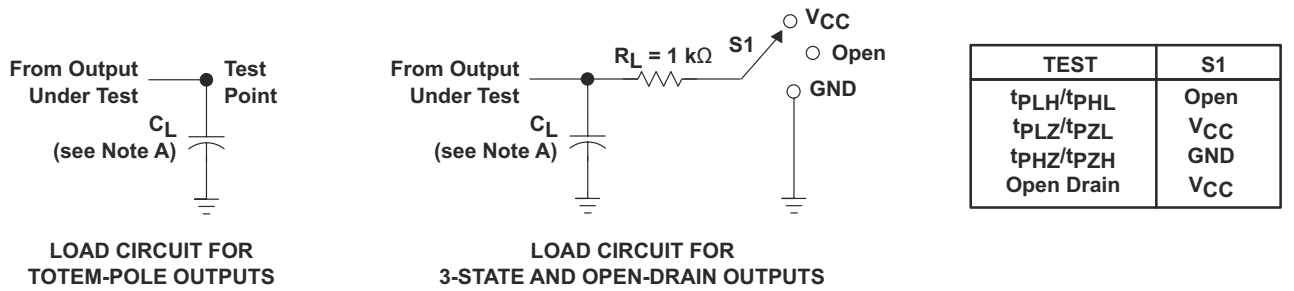 From Output
Under Test
Test
Point
CL
(see Note A)
LOAD CIRCUIT FOR
TOTEM-POLE OUTPUTS
From Output
Under Test
RL = 1 kΩ
S1
VCC
Open
GND
CL
(see Note A)
LOAD CIRCUIT FOR
3-STATE AND OPEN-DRAIN OUTPUTS
TEST S1
tPLH/tPHL Open
tPLZ/tPZL VCC
tPHZ/tPZH GND
Open Drain VCC